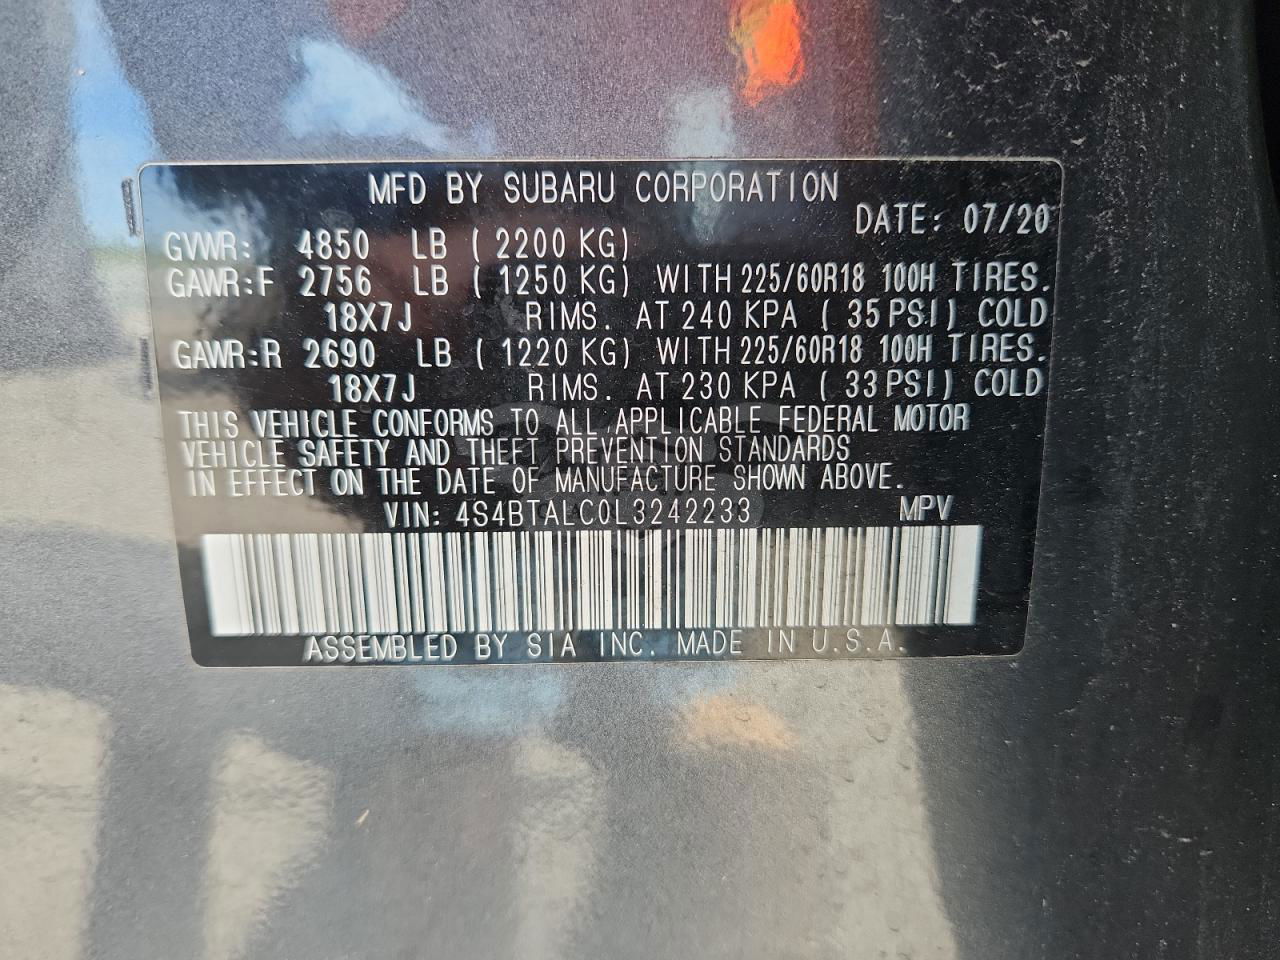 MFD BY SUBARU CORPORATION
DATE: 07/20
GVWR: 4850 LB ( 2200 KG)
GAWR:F 2756 LB ( 1250 KG) WITH 225/60R18 100H TIRES.
18X7J RIMS. AT 240 KPA ( 35 PSI) COLD
GAWR:R 2690 LB ( 1220 KG) WITH 225/60R18 100H TIRES.
18X7J RIMS. AT 230 KPA ( 33 PSI) COLD
THIS VEHICLE CONFORMS TO ALL APPLICABLE FEDERAL MOTOR
VEHICLE SAFETY AND THEFT PREVENTION STANDARDS
IN EFFECT ON THE DATE OF MANUFACTURE SHOWN ABOVE.
VIN: 4S4BTALC0L3242233 MPV
ASSEMBLED BY SIA INC. MADE IN U.S.A.